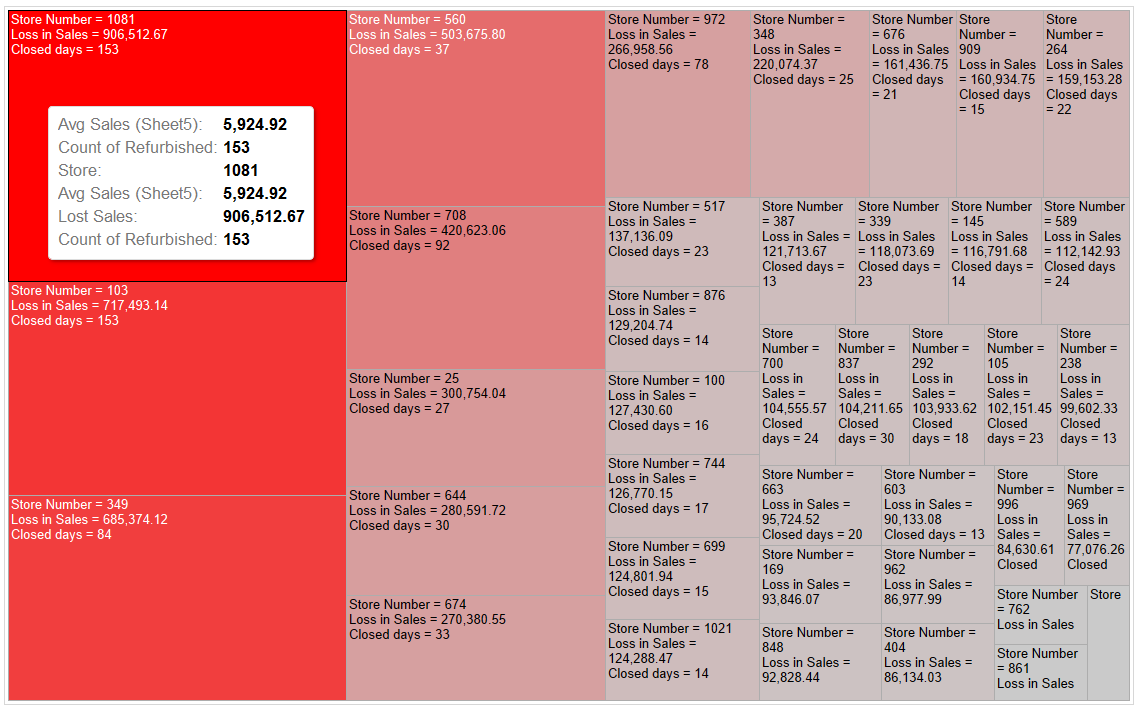 Store Number = 1081
Loss in Sales = 906,512.67
Closed days = 153
Avg Sales (Sheet5): 5,924.92
Count of Refurbished: 153
Store: 1081
Avg Sales (Sheet5): 5,924.92
Lost Sales: 906,512.67
Count of Refurbished: 153
Store Number = 103
Loss in Sales = 717,493.14
Closed days = 153
Store Number = 349
Loss in Sales = 685,374.12
Closed days = 84
Store Number = 560
Loss in Sales = 503,675.80
Closed days = 37
Store Number = 708
Loss in Sales = 420,623.06
Closed days = 92
Store Number = 25
Loss in Sales = 300,754.04
Closed days = 27
Store Number = 644
Loss in Sales = 280,591.72
Closed days = 30
Store Number = 674
Loss in Sales = 270,380.55
Closed days = 33
Store Number = 972
Loss in Sales =
266,958.56
Closed days = 78
Store Number =
348
Loss in Sales =
220,074.37
Closed days = 25
Store Number
= 676
Loss in Sales
= 161,436.75
Closed days
= 21
Store
Number =
909
Loss in Sales
= 160,934.75
Closed days
= 15
Store
Number =
264
Loss in Sales
= 159,153.28
Closed days
= 22
Store Number = 517
Loss in Sales =
137,136.09
Closed days = 23
Store Number = 876
Loss in Sales =
129,204.74
Closed days = 14
Store Number = 100
Loss in Sales =
127,430.60
Closed days = 16
Store Number = 744
Loss in Sales =
126,770.15
Closed days = 17
Store Number = 699
Loss in Sales =
124,801.94
Closed days = 15
Store Number = 1021
Loss in Sales =
124,288.47
Closed days = 14
Store Number
= 387
Loss in Sales =
121,713.67
Closed days =
13
Store Number
= 339
Loss in Sales
= 118,073.69
Closed days =
23
Store Number
= 145
Loss in Sales
= 116,791.68
Closed days =
14
Store Number
= 589
Loss in Sales
= 112,142.93
Closed days
= 24
Store
Number =
700
Loss in
Sales =
104,555.57
Closed
days = 24
Store
Number =
837
Loss in
Sales =
104,211.65
Closed
days = 30
Store
Number =
292
Loss in
Sales =
103,933.62
Closed
days = 18
Store
Number =
105
Loss in
Sales =
102,151.45
Closed
days = 23
Store
Number =
238
Loss in
Sales =
99,602.33
Closed
days = 13
Store Number =
663
Loss in Sales =
95,724.52
Closed days = 20
Store Number =
169
Loss in Sales =
93,846.07
Store Number =
848
Loss in Sales =
92,828.44
Store Number =
603
Loss in Sales =
90,133.08
Closed days = 13
Store Number =
962
Loss in Sales =
86,977.99
Store Number =
404
Loss in Sales =
86,134.03
Store
Number =
996
Loss in
Sales =
84,630.61
Closed
Store
Number =
969
Loss in
Sales =
77,076.26
Closed
Store Number
= 762
Loss in Sales
Store Number
= 861
Loss in Sales
Store